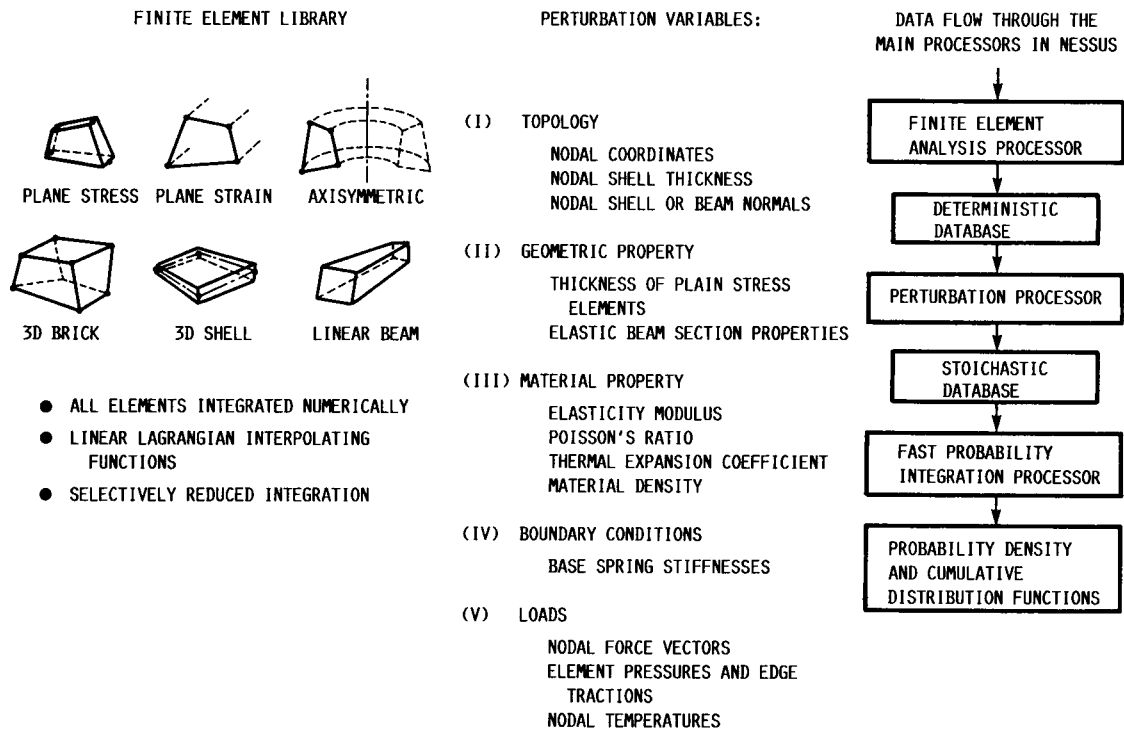 FINITE ELEMENT LIBRARY
PLANE STRESS PLANE STRAIN AXISYMMETRIC
3D BRICK 3D SHELL LINEAR BEAM
● ALL ELEMENTS INTEGRATED NUMERICALLY
● LINEAR LAGRANGIAN INTERPOLATING
FUNCTIONS
● SELECTIVELY REDUCED INTEGRATION
PERTURBATION VARIABLES:
(I) TOPOLOGY
NODAL COORDINATES
NODAL SHELL THICKNESS
NODAL SHELL OR BEAM NORMALS
(II) GEOMETRIC PROPERTY
THICKNESS OF PLAIN STRESS
ELEMENTS
ELASTIC BEAM SECTION PROPERTIES
(III) MATERIAL PROPERTY
ELASTICITY MODULUS
POISSON'S RATIO
THERMAL EXPANSION COEFFICIENT
MATERIAL DENSITY
(IV) BOUNDARY CONDITIONS
BASE SPRING STIFFNESSES
(V) LOADS
NODAL FORCE VECTORS
ELEMENT PRESSURES AND EDGE
TRACTIONS
NODAL TEMPERATURES
DATA FLOW THROUGH THE
MAIN PROCESSORS IN NESSUS
FINITE ELEMENT
ANALYSIS PROCESSOR
DETERMINISTIC
DATABASE
PERTURBATION PROCESSOR
STOICHASTIC
DATABASE
FAST PROBABILITY
INTEGRATION PROCESSOR
PROBABILITY DENSITY
AND CUMULATIVE
DISTRIBUTION FUNCTIONS